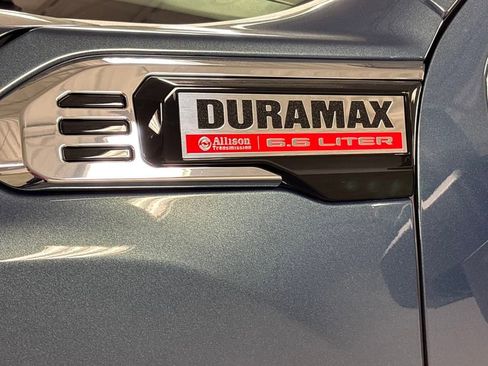 DURAMAX
Allison 6.6 LITER
Transmission